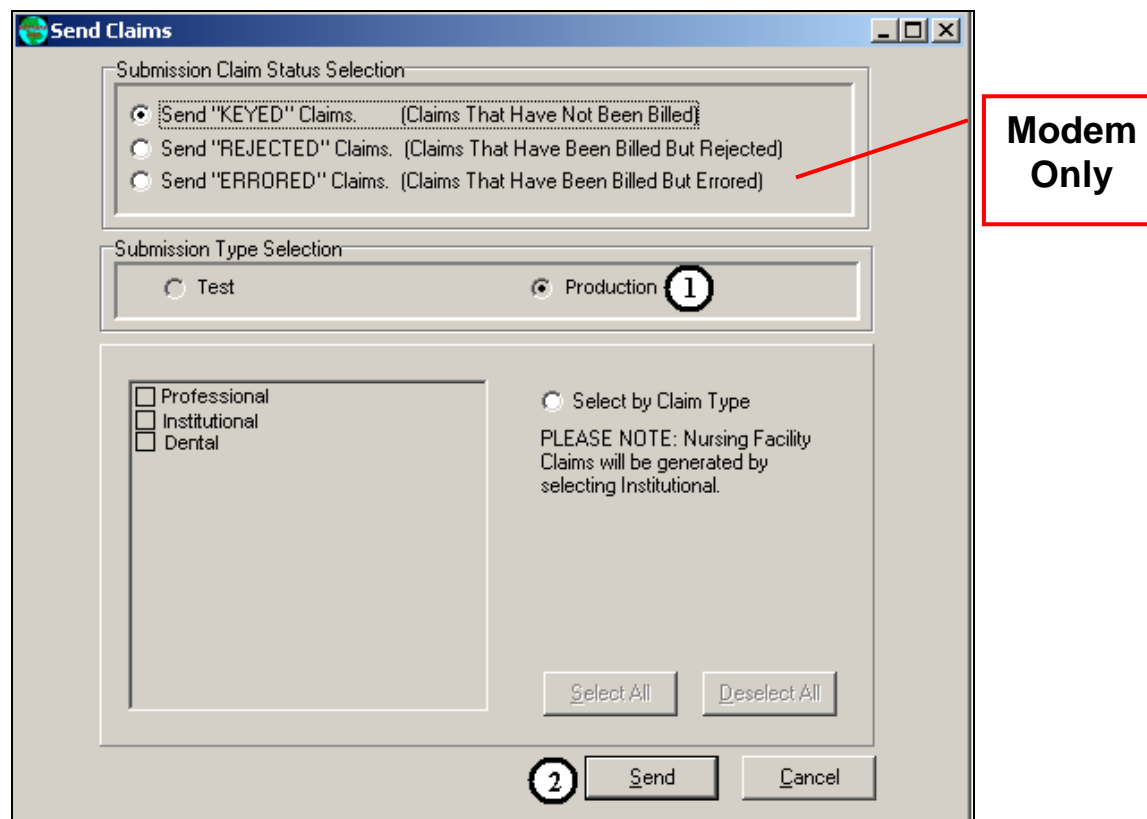 Send Claims
Submission Claim Status Selection
Send "KEYED" Claims. (Claims That Have Not Been Billed)
Send "REJECTED" Claims. (Claims That Have Been Billed But Rejected)
Send "ERRORED" Claims. (Claims That Have Been Billed But Errored)
Modem
Only
Submission Type Selection
Test Production 1
Professional
Institutional
Dental
Select by Claim Type
PLEASE NOTE: Nursing Facility
Claims will be generated by
selecting Institutional.
Select All Deselect All
2 Send Cancel